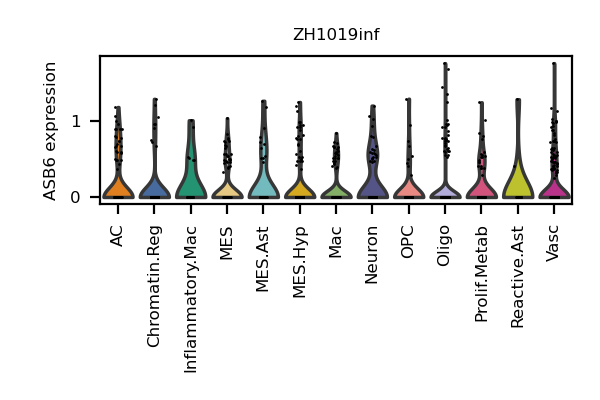 ZH1019inf
ASB6 expression
1
0
AC
Chromatin.Reg
Inflammatory.Mac
MES
MES.Ast
MES.Hyp
Mac
Neuron
OPC
Oligo
Prolif.Metab
Reactive.Ast
Vasc